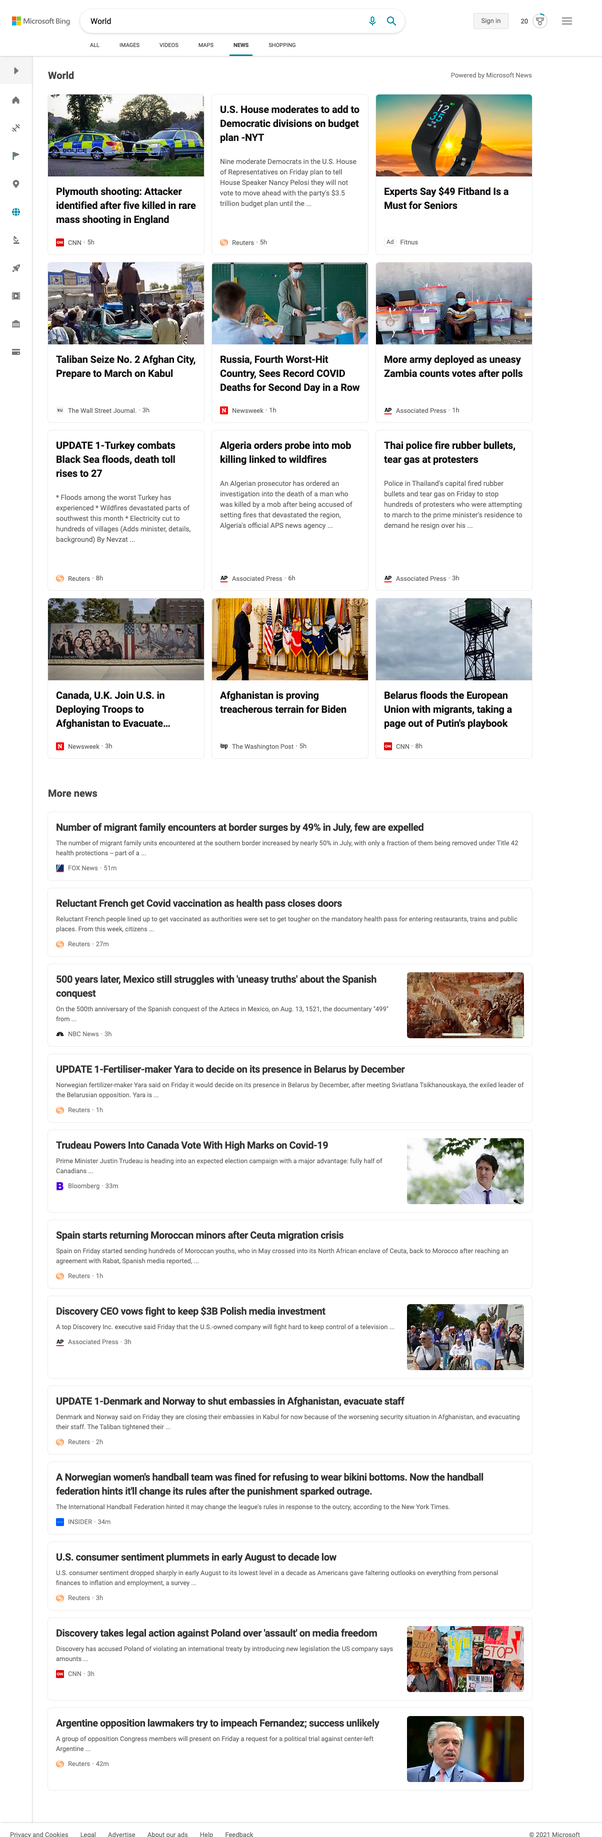 Microsoft Bing
World
Sign in
20
ALL
IMAGES
VIDEOS
MAPS
NEWS
SHOPPING
World
Powered by Microsoft News
Plymouth shooting: Attacker
identified after five killed in rare
mass shooting in England
CNN · 5h
U.S. House moderates to add to
Democratic divisions on budget
plan -NYT
Nine moderate Democrats in the U.S. House
of Representatives on Friday plan to tell
House Speaker Nancy Pelosi they will not
vote to move ahead with the party's $3.5
trillion budget plan until the ...
Reuters · 5h
Experts Say $49 Fitband Is a
Must for Seniors
Ad Fitnus
Taliban Seize No. 2 Afghan City,
Prepare to March on Kabul
The Wall Street Journal. · 3h
Russia, Fourth Worst-Hit
Country, Sees Record COVID
Deaths for Second Day in a Row
Newsweek · 1h
More army deployed as uneasy
Zambia counts votes after polls
AP Associated Press · 1h
UPDATE 1-Turkey combats
Black Sea floods, death toll
rises to 27
* Floods among the worst Turkey has
experienced * Wildfires devastated parts of
southwest this month * Electricity cut to
hundreds of villages (Adds minister, details,
background) By Nevzat ...
Reuters · 8h
Algeria orders probe into mob
killing linked to wildfires
An Algerian prosecutor has ordered an
investigation into the death of a man who
was killed by a mob after being accused of
setting fires that devastated the region,
Algeria's official APS news agency ...
AP Associated Press · 6h
Thai police fire rubber bullets,
tear gas at protesters
Police in Thailand's capital fired rubber
bullets and tear gas on Friday to stop
hundreds of protesters who were attempting
to march to the prime minister's residence to
demand he resign over his ...
AP Associated Press · 3h
Canada, U.K. Join U.S. in
Deploying Troops to
Afghanistan to Evacuate...
Newsweek · 3h
Afghanistan is proving
treacherous terrain for Biden
wp The Washington Post · 5h
Belarus floods the European
Union with migrants, taking a
page out of Putin's playbook
CNN · 8h
More news
Number of migrant family encounters at border surges by 49% in July, few are expelled
The number of migrant family units encountered at the southern border increased by nearly 50% in July, with only a fraction of them being removed under Title 42
health protections – part of a ...
FOX News · 51m
Reluctant French get Covid vaccination as health pass closes doors
Reluctant French people lined up to get vaccinated as authorities were set to get tougher on the mandatory health pass for entering restaurants, trains and public
places. From this week, citizens ...
Reuters · 27m
500 years later, Mexico still struggles with 'uneasy truths' about the Spanish
conquest
On the 500th anniversary of the Spanish conquest of the Aztecs in Mexico, on Aug. 13, 1521, the documentary "499"
from ...
NBC News · 3h
UPDATE 1-Fertiliser-maker Yara to decide on its presence in Belarus by December
Norwegian fertilizer-maker Yara said on Friday it would decide on its presence in Belarus by December, after meeting Sviatlana Tsikhanouskaya, the exiled leader of
the Belarusian opposition. Yara is ...
Reuters · 1h
Trudeau Powers Into Canada Vote With High Marks on Covid-19
Prime Minister Justin Trudeau is heading into an expected election campaign with a major advantage: fully half of
Canadians ...
B Bloomberg · 33m
Spain starts returning Moroccan minors after Ceuta migration crisis
Spain on Friday started sending hundreds of Moroccan youths, who in May crossed into its North African enclave of Ceuta, back to Morocco after reaching an
agreement with Rabat, Spanish media reported, ...
Reuters · 1h
Discovery CEO vows fight to keep $3B Polish media investment
A top Discovery Inc. executive said Friday that the U.S.-owned company will fight hard to keep control of a television ...
AP Associated Press · 3h
UPDATE 1-Denmark and Norway to shut embassies in Afghanistan, evacuate staff
Denmark and Norway said on Friday they are closing their embassies in Kabul for now because of the worsening security situation in Afghanistan, and evacuating
their staff. The Taliban tightened their ...
Reuters · 2h
A Norwegian women's handball team was fined for refusing to wear bikini bottoms. Now the handball
federation hints it'll change its rules after the punishment sparked outrage.
The International Handball Federation hinted it may change the league's rules in response to the outcry, according to the New York Times.
INSIDER · 34m
U.S. consumer sentiment plummets in early August to decade low
U.S. consumer sentiment dropped sharply in early August to its lowest level in a decade as Americans gave faltering outlooks on everything from personal
finances to inflation and employment, a survey ...
Reuters · 3h
Discovery takes legal action against Poland over 'assault' on media freedom
Discovery has accused Poland of violating an international treaty by introducing new legislation the US company says
amounts ...
CNN · 3h
STOP
Argentine opposition lawmakers try to impeach Fernandez; success unlikely
A group of opposition Congress members will present on Friday a request for a political trial against center-left
Argentine ...
Reuters · 42m
Privacy and Cookies
Legal
Advertise
About our ads
Help
Feedback
© 2021 Microsoft